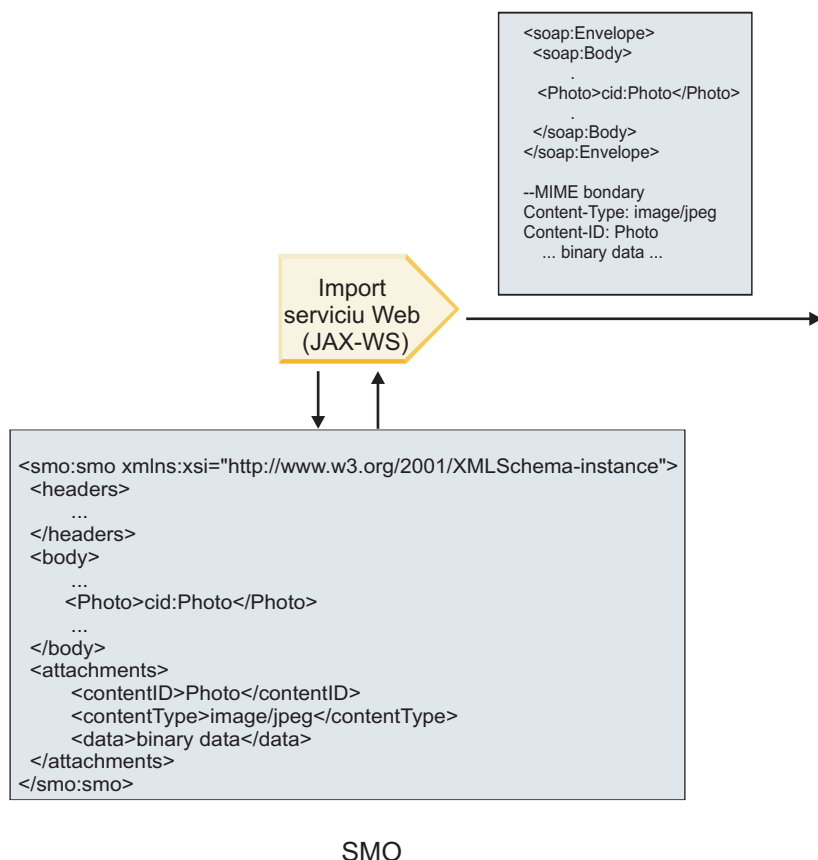 <soap:Envelope>
<soap:Body>
.
<Photo>cid:Photo</Photo>
.
</soap:Body>
</soap:Envelope>
--MIME bondary
Content-Type: image/jpeg
Content-ID: Photo
... binary data ...
Import
serviciu Web
(JAX-WS)
<smo:smo xmlns:xsi="http://www.w3.org/2001/XMLSchema-instance">
<headers>
...
</headers>
<body>
...
<Photo>cid:Photo</Photo>
...
</body>
<attachments>
<contentID>Photo</contentID>
<contentType>image/jpeg</contentType>
<data>binary data</data>
</attachments>
</smo:smo>
SMO